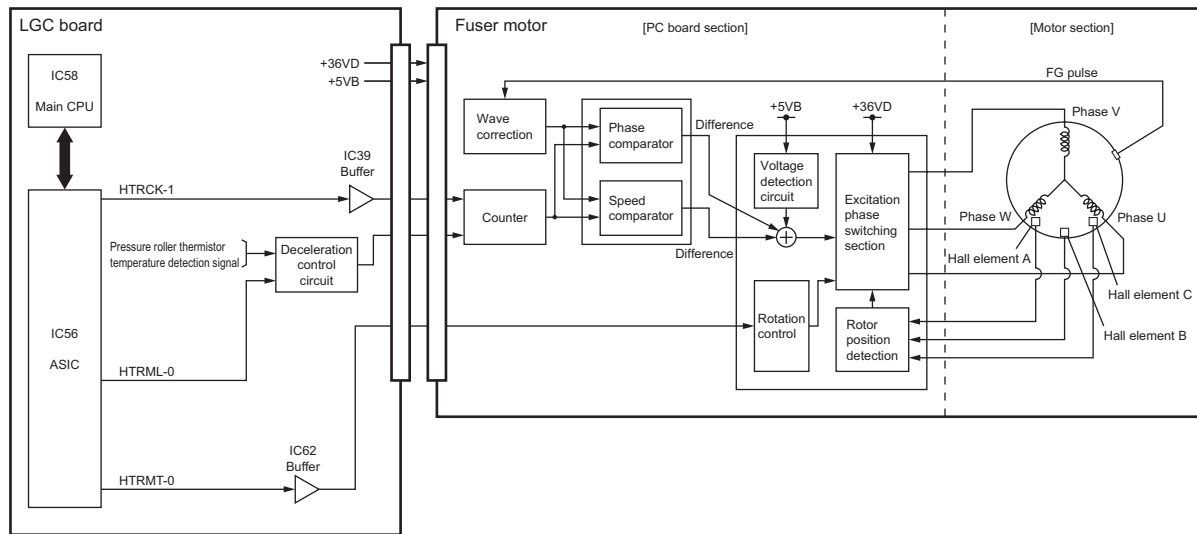 LGC board
IC58
Main CPU
+36VD
+5VB
IC39
Buffer
HTRCK-1
Pressure roller thermistor
temperature detection signal
Deceleration
control
circuit
IC56
ASIC
HTRML-0
IC62
Buffer
HTRMT-0
Fuser motor
[PC board section]
[Motor section]
FG pulse
Wave
correction
Phase
comparator
Difference
+5VB
+36VD
Phase V
Voltage
detection
circuit
Counter
Speed
comparator
Difference
Excitation
phase
switching
section
Phase W
Phase U
Hall element A
Hall element C
Hall element B
Rotation
control
Rotor
position
detection